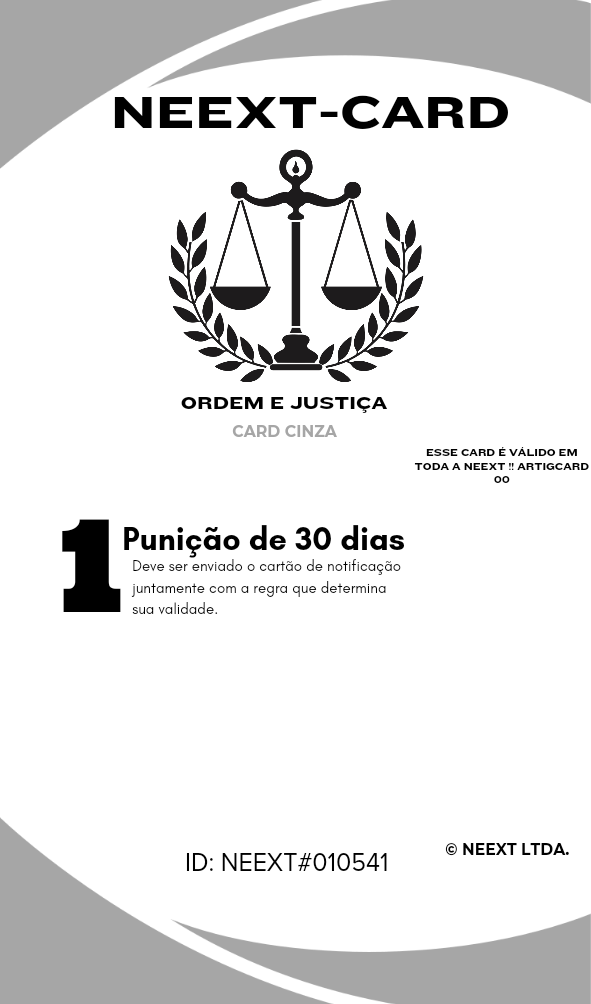 NEEXT-CARD
ORDEM E JUSTIÇA
CARD CINZA
ESSE CARD É VÁLIDO EM
TODA A NEEXT !! ARTIGCARD
00
1
Punição de 30 dias
Deve ser enviado o cartão de notificação
juntamente com a regra que determina
sua validade.
ID: NEEXT#010541
© NEEXT LTDA.